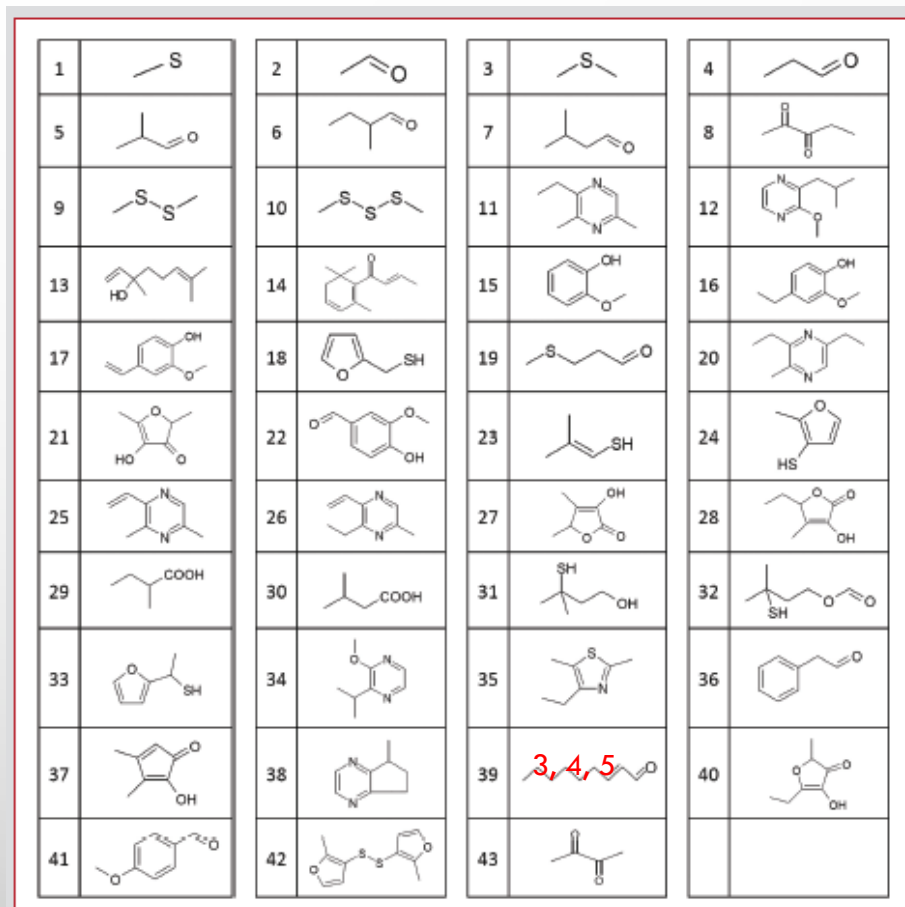 1 S 2 O 3 S 4 O
5 O 6 O 7 O 8 O O
9 S S 10 S S S 11 N N 12 N N O
13 HO 14 O 15 OH O 16 OH O
17 OH O 18 O SH 19 S O 20 N N
21 O HO O 22 O O OH 23 SH 24 O HS
25 N N 26 N N 27 OH O O 28 O O OH
29 COOH 30 COOH 31 SH OH 32 SH O O
33 O SH 34 O N N 35 S N 36 O
37 O OH 38 N N 39 3, 4, 5 O 40 O O OH
41 O O 42 O S S O 43 O O